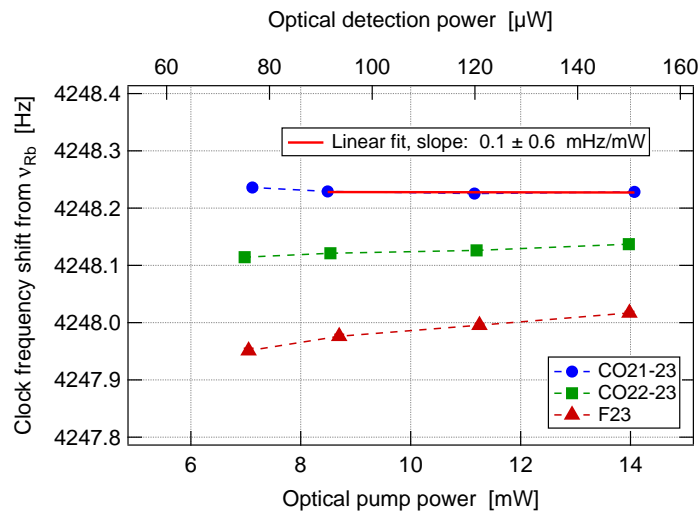 Optical detection power [µW]
60 80 100 120 140 160
4248.4
4248.3
4248.2
4248.1
4248.0
4247.9
4247.8
Clock frequency shift from νRb [Hz]
Linear fit, slope: 0.1 ± 0.6 mHz/mW
CO21-23
CO22-23
F23
6 8 10 12 14
Optical pump power [mW]